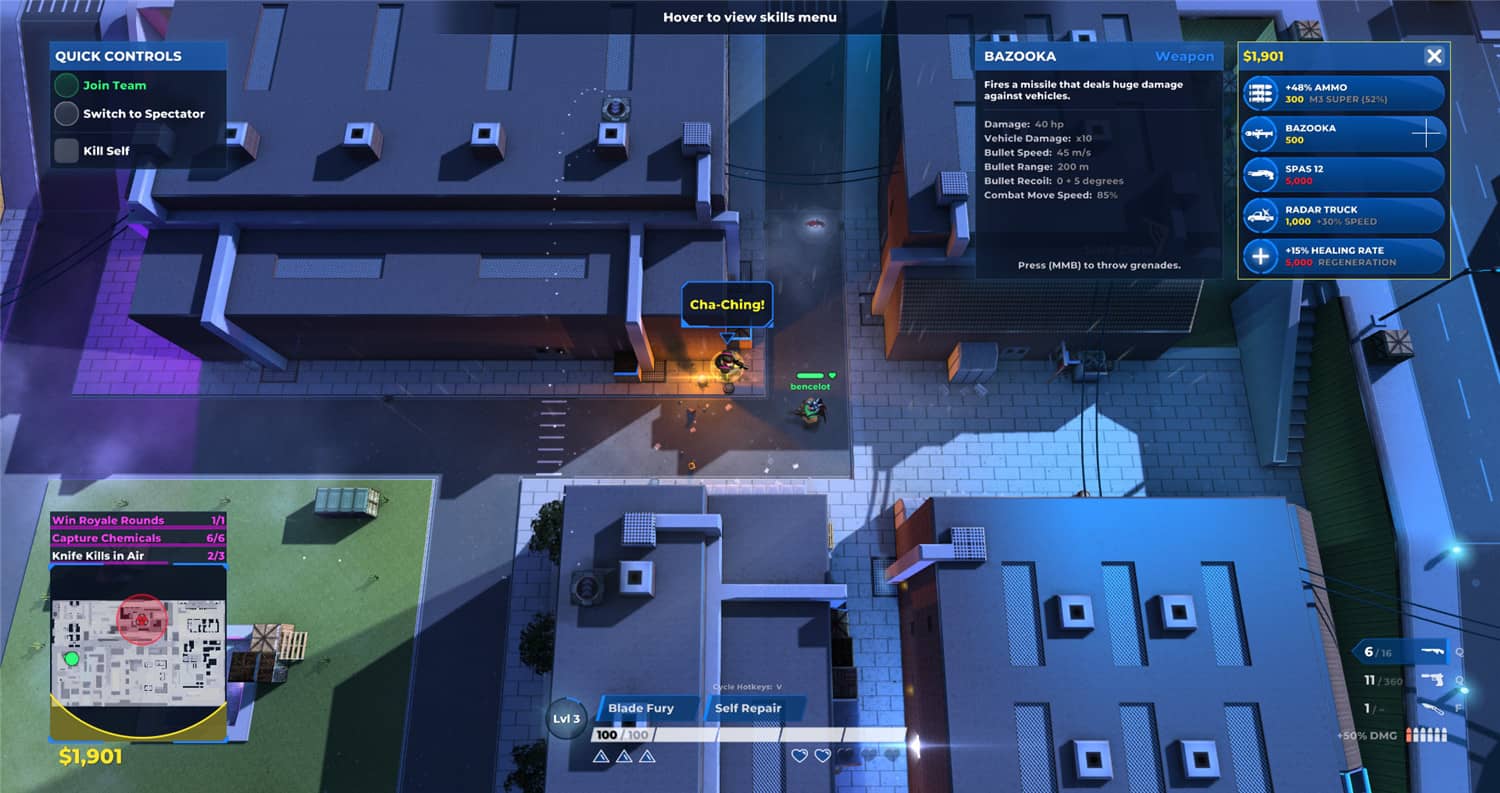 Hover to view skills menu
QUICK CONTROLS
Join Team
Switch to Spectator
Kill Self
BAZOOKA Weapon
Fires a missile that deals huge damage
against vehicles.
Damage: 40 hp
Vehicle Damage: x10
Bullet Speed: 45 m/s
Bullet Range: 200 m
Bullet Recoil: 0 + 5 degrees
Combat Move Speed: 85%
Press (MMB) to throw grenades.
$1,901
+48% AMMO
300 M3 SUPER (52%)
BAZOOKA
500
SPAS 12
5,000
RADAR TRUCK
1,000 +30% SPEED
+15% HEALING RATE
5,000 REGENERATION
Cha-Ching!
bencelot
Win Royale Rounds 1/1
Capture Chemicals 6/6
Knife Kills in Air 2/3
$1,901
Cycle Hotkeys: V
Lvl 3
Blade Fury
Self Repair
100 / 100
6 / 16 Q
11 / 360 Q
1 / - F
+50% DMG